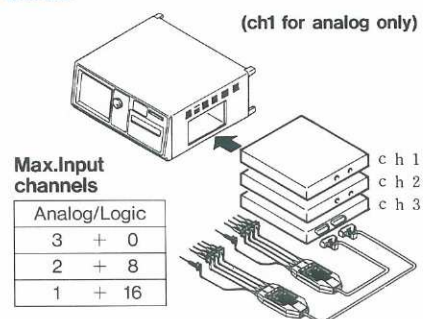 (ch1 for analog only)
ch1
ch2
ch3
Max.Input
channels
Analog/Logic
3 + 0
2 + 8
1 + 16